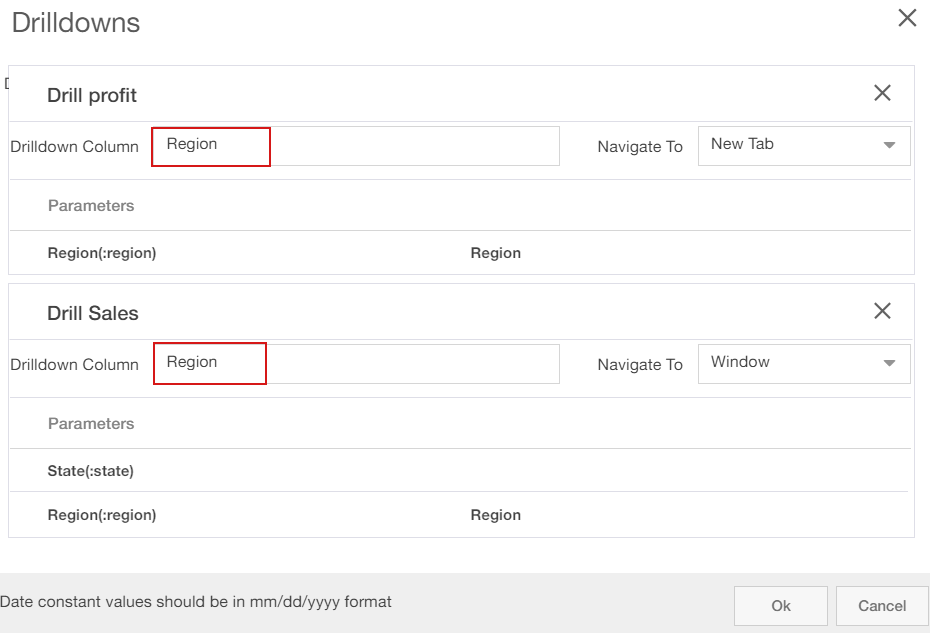 Drilldowns
Drill profit
Drilldown Column Region Navigate To New Tab
Parameters
Region(:region) Region
Drill Sales
Drilldown Column Region Navigate To Window
Parameters
State(:state)
Region(:region) Region
Date constant values should be in mm/dd/yyyy format
Ok Cancel